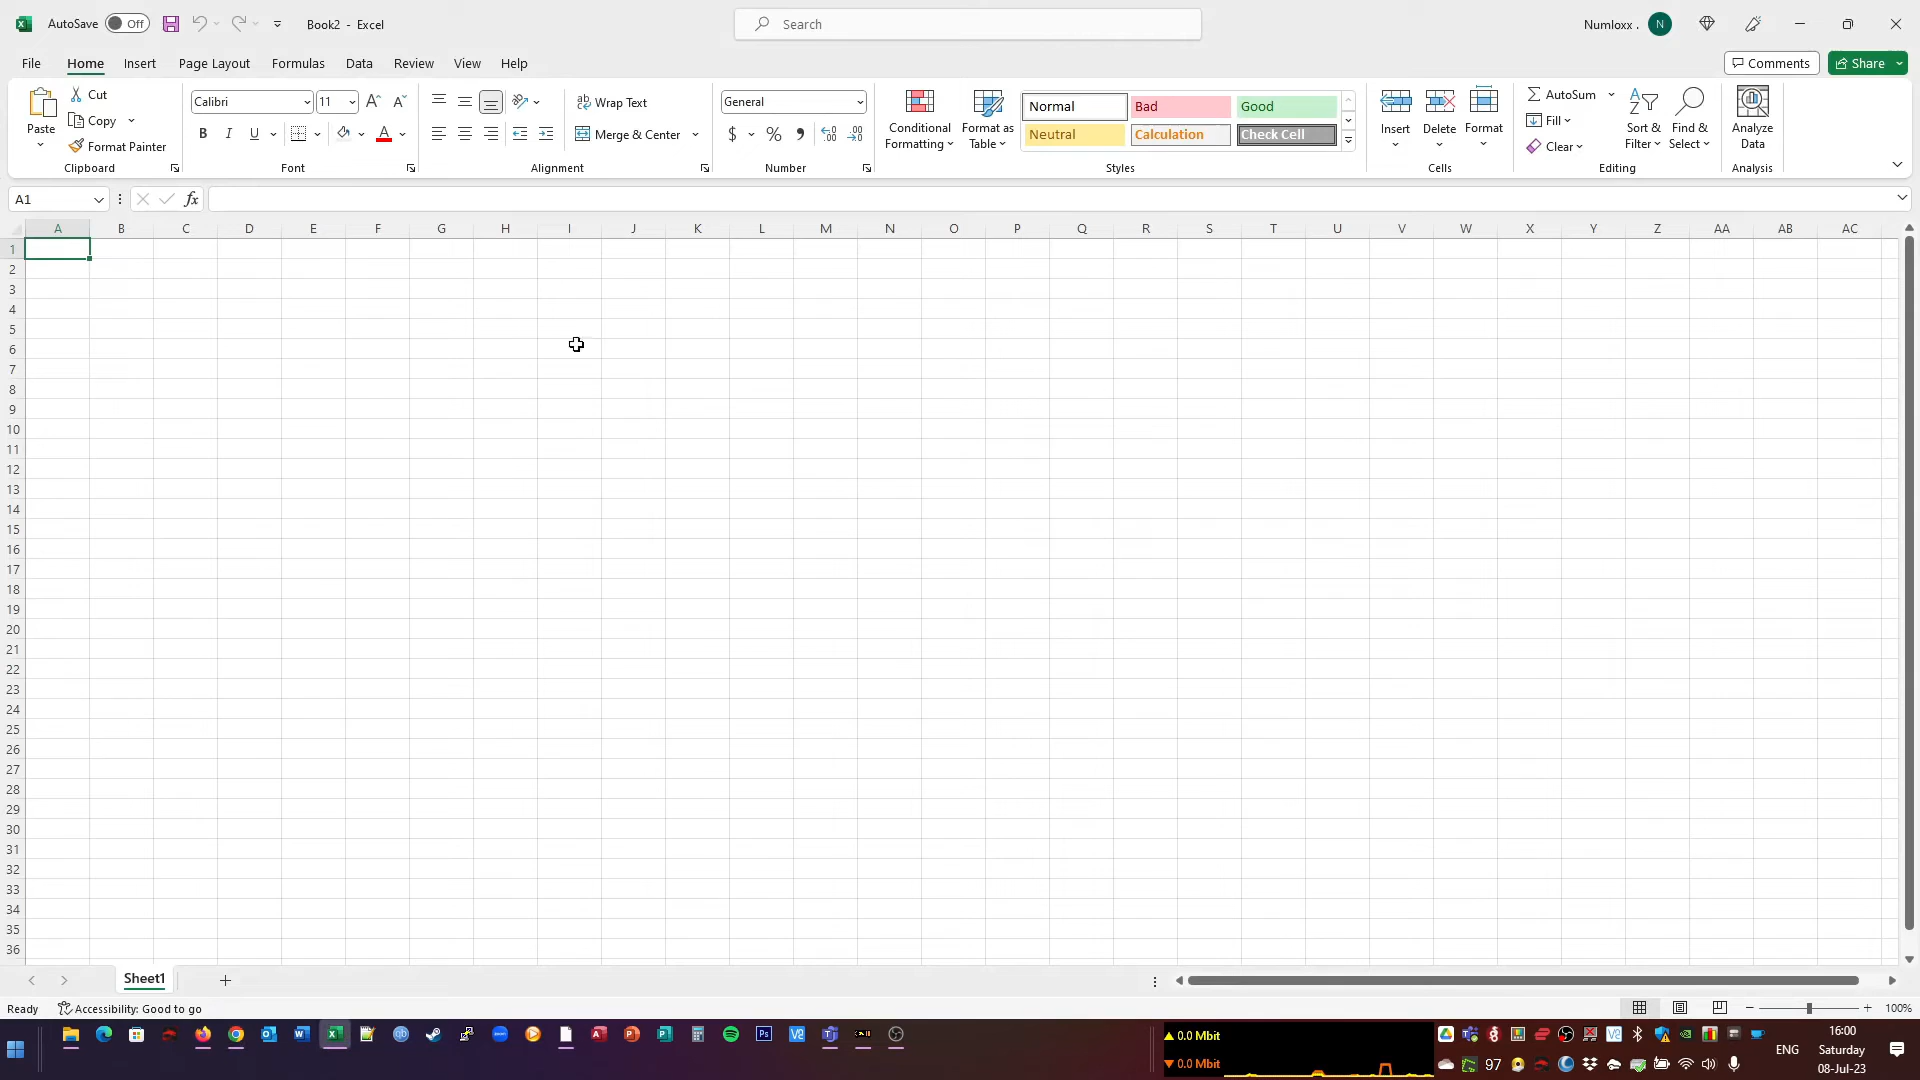 AutoSave Off Book2 - Excel Search Numloxx . N
File Home Insert Page Layout Formulas Data Review View Help Comments Share
Paste Cut Copy Format Painter Clipboard
Calibri 11 B I U A Font
Wrap Text Merge & Center Alignment
General $ % 9 Number
Conditional Formatting Format as Table Normal Bad Good Neutral Calculation Check Cell Styles
Insert Delete Format Cells
AutoSum Fill Clear Sort & Filter Find & Select Editing
Analyze Data Analysis
A1 fx
A B C D E F G H I J K L M N O P Q R S T U V W X Y Z AA AB AC
1
2
3
4
5
6
7
8
9
10
11
12
13
14
15
16
17
18
19
20
21
22
23
24
25
26
27
28
29
30
31
32
33
34
35
36
Sheet1
Ready Accessibility: Good to go 100%
0.0 Mbit 16:00
ENG Saturday
0.0 Mbit 97 08-Jul-23